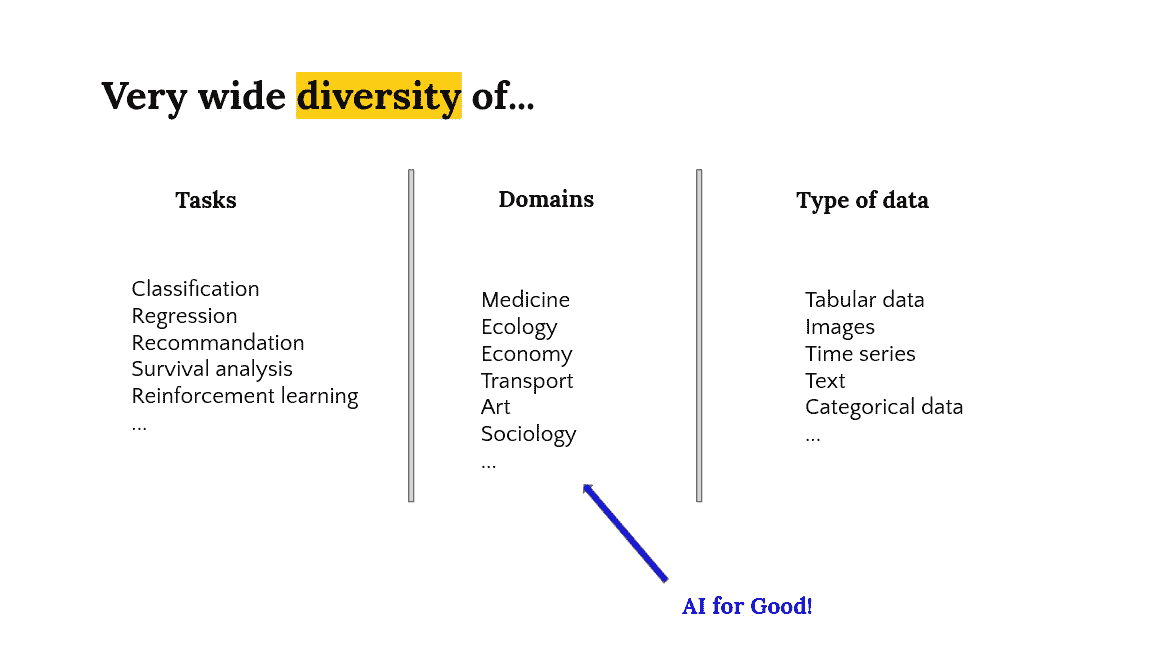 Very wide diversity of...
Tasks
Classification
Regression
Recommandation
Survival analysis
Reinforcement learning
...
Domains
Medicine
Ecology
Economy
Transport
Art
Sociology
...
Type of data
Tabular data
Images
Time series
Text
Categorical data
...
AI for Good!